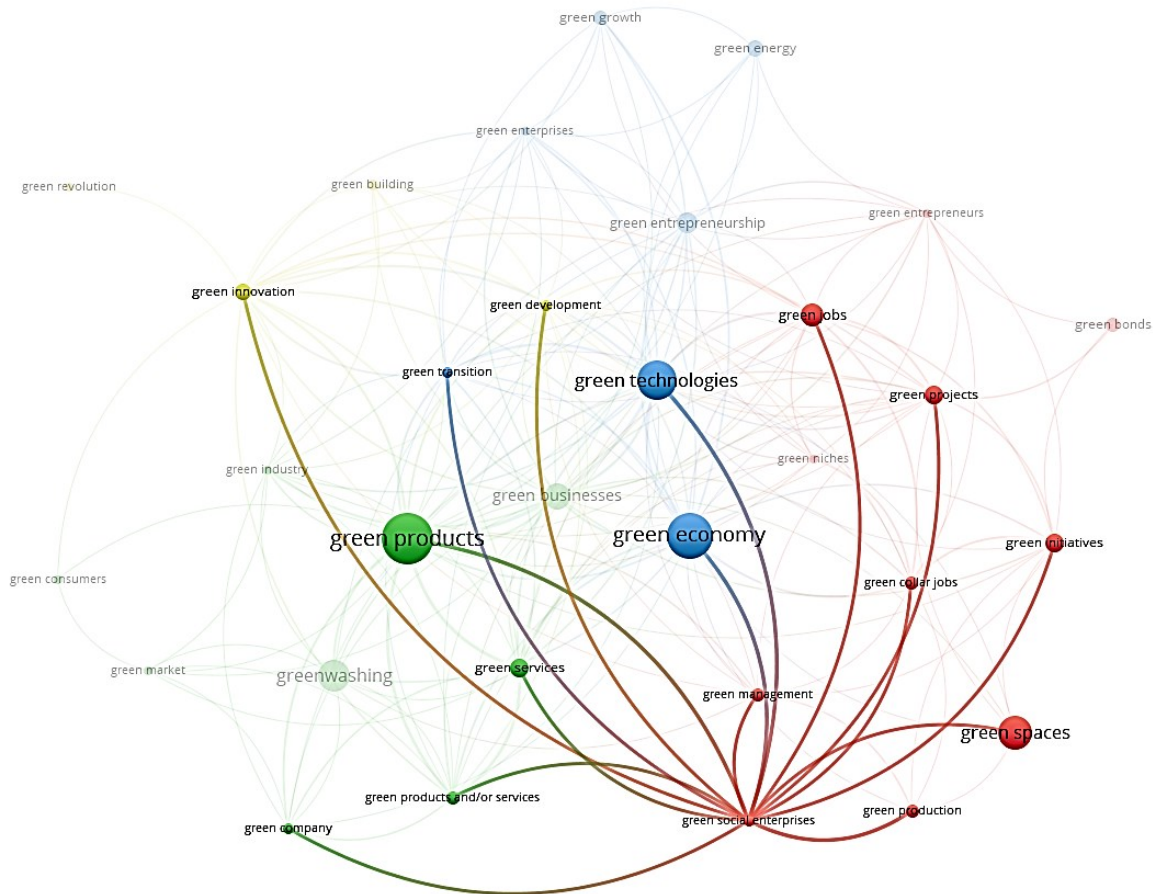 green growth
green energy
green enterprises
green revolution
green building
green entrepreneurs
green entrepreneurship
green innovation
green development
green jobs
green bonds
green transition
green technologies
green projects
green niches
green industry
green businesses
green products
green economy
green initiatives
green consumers
green collar jobs
green market
greenwashing
green services
green management
green spaces
green products and/or services
green production
green company
green social enterprises